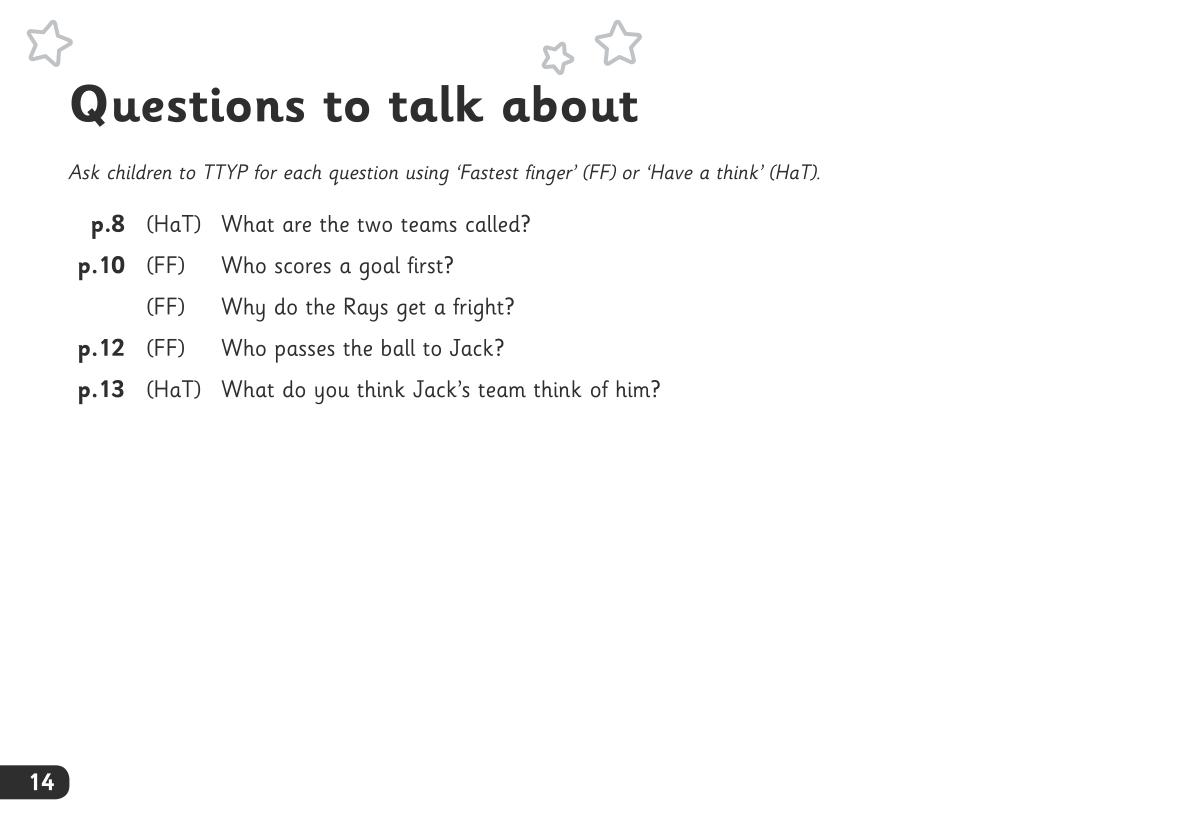 Questions to talk about
Ask children to TTYP for each question using ‘Fastest finger’ (FF) or ‘Have a think’ (HaT).
p.8 (HaT) What are the two teams called?
p.10 (FF) Who scores a goal first?
(FF) Why do the Rays get a fright?
p.12 (FF) Who passes the ball to Jack?
p.13 (HaT) What do you think Jack’s team think of him?
14